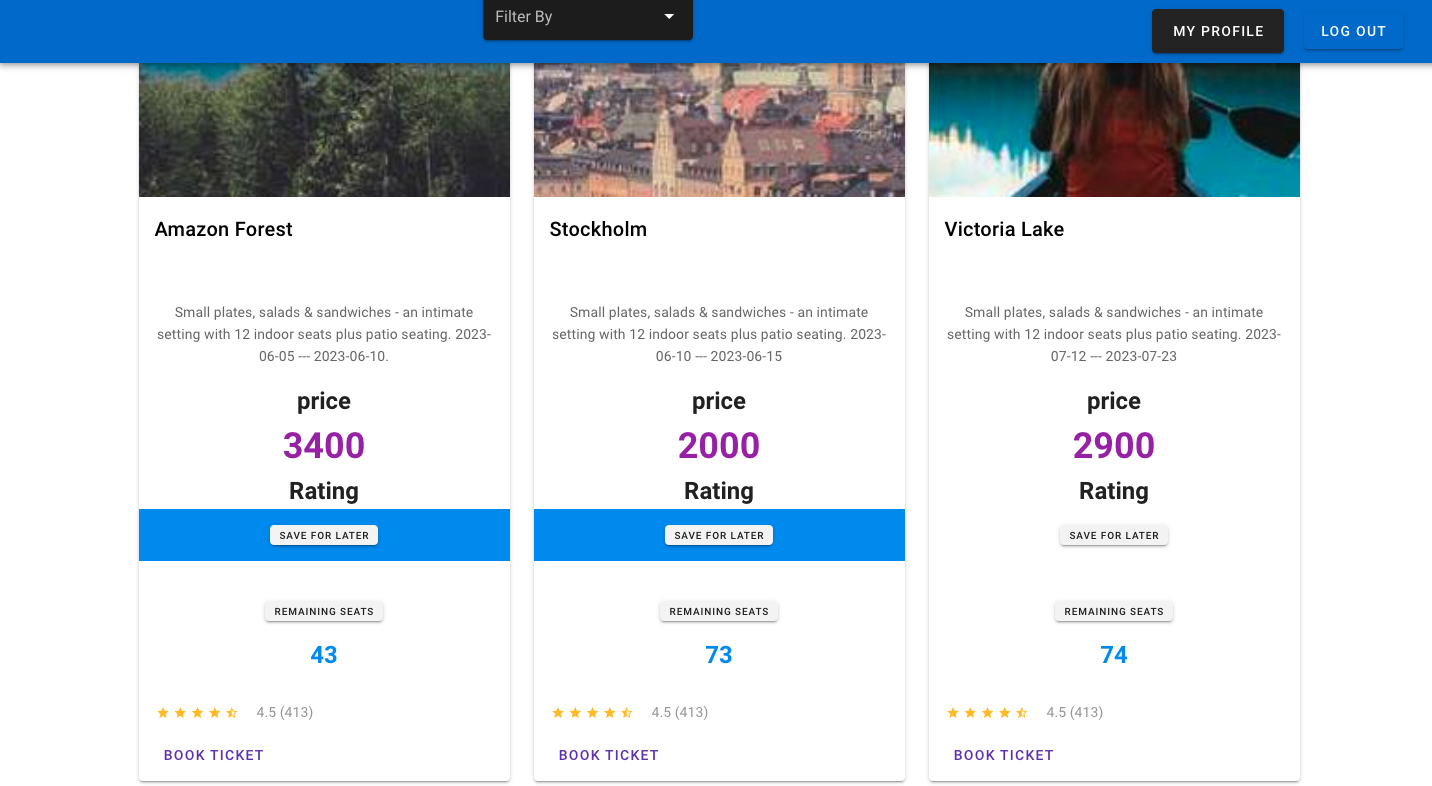 Filter By
MY PROFILE
LOG OUT
Amazon Forest
Small plates, salads & sandwiches - an intimate
setting with 12 indoor seats plus patio seating. 2023-
06-05 --- 2023-06-10.
price
3400
Rating
SAVE FOR LATER
REMAINING SEATS
43
4.5 (413)
BOOK TICKET
Stockholm
Small plates, salads & sandwiches - an intimate
setting with 12 indoor seats plus patio seating. 2023-
06-10 --- 2023-06-15
price
2000
Rating
SAVE FOR LATER
REMAINING SEATS
73
4.5 (413)
BOOK TICKET
Victoria Lake
Small plates, salads & sandwiches - an intimate
setting with 12 indoor seats plus patio seating. 2023-
07-12 --- 2023-07-23
price
2900
Rating
SAVE FOR LATER
REMAINING SEATS
74
4.5 (413)
BOOK TICKET